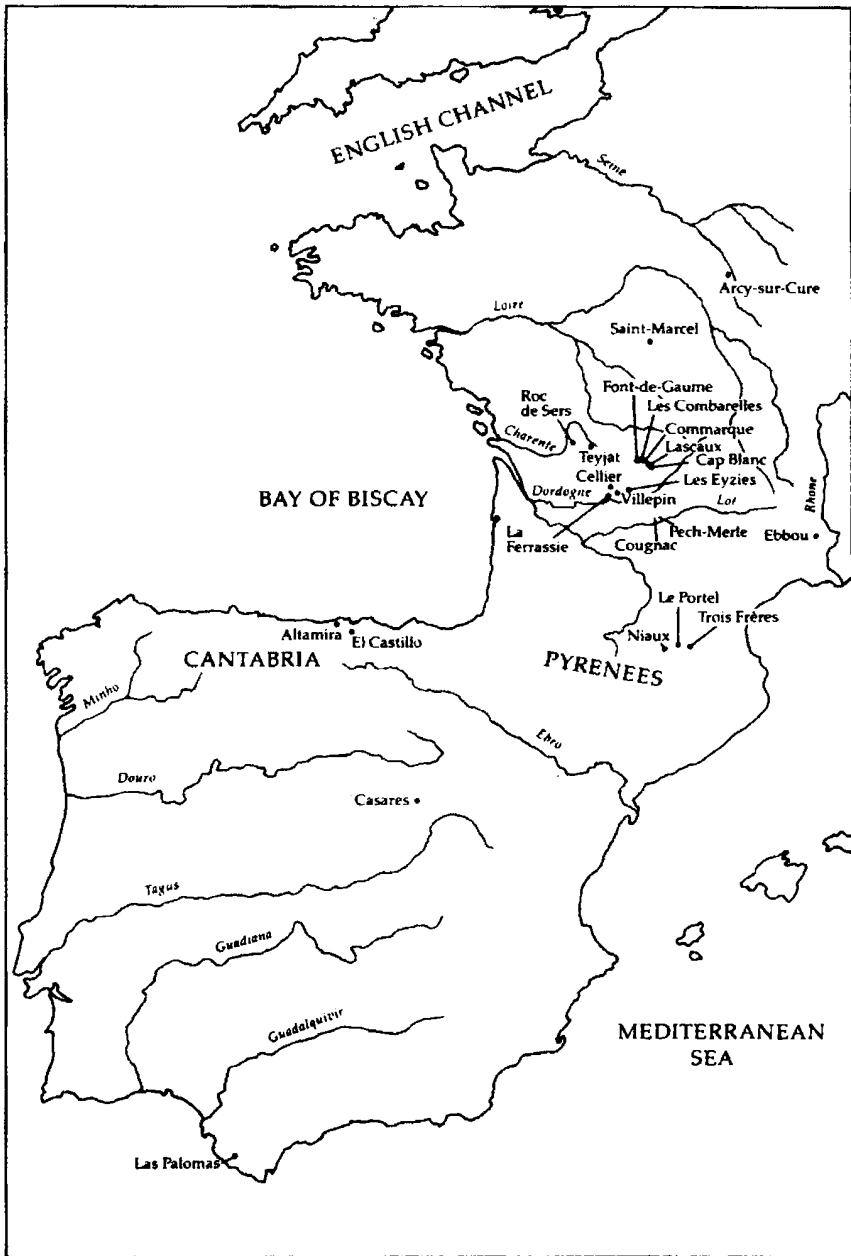 ENGLISH CHANNEL
Seine
Arcy-sur-Cure
Loire
Saint-Marcel
Font-de-Gaume
Les Combarelles
Roc
de Sers
Commarque
Charente
Lascaux
Teyjat
Cap Blanc
Cellier
Les Eyzies
BAY OF BISCAY
Dordogne
Villepin
Lot
Rhone
La
Ferrassie
Pech-Merle
Ebbou
Cougnac
Le Portel
Trois Frères
Altamira
El Castillo
Niaux
CANTABRIA
PYRENEES
Minho
Ebro
Douro
Casares
Tagus
Guadiana
Guadalquivir
MEDITERRANEAN
SEA
Las Palomas